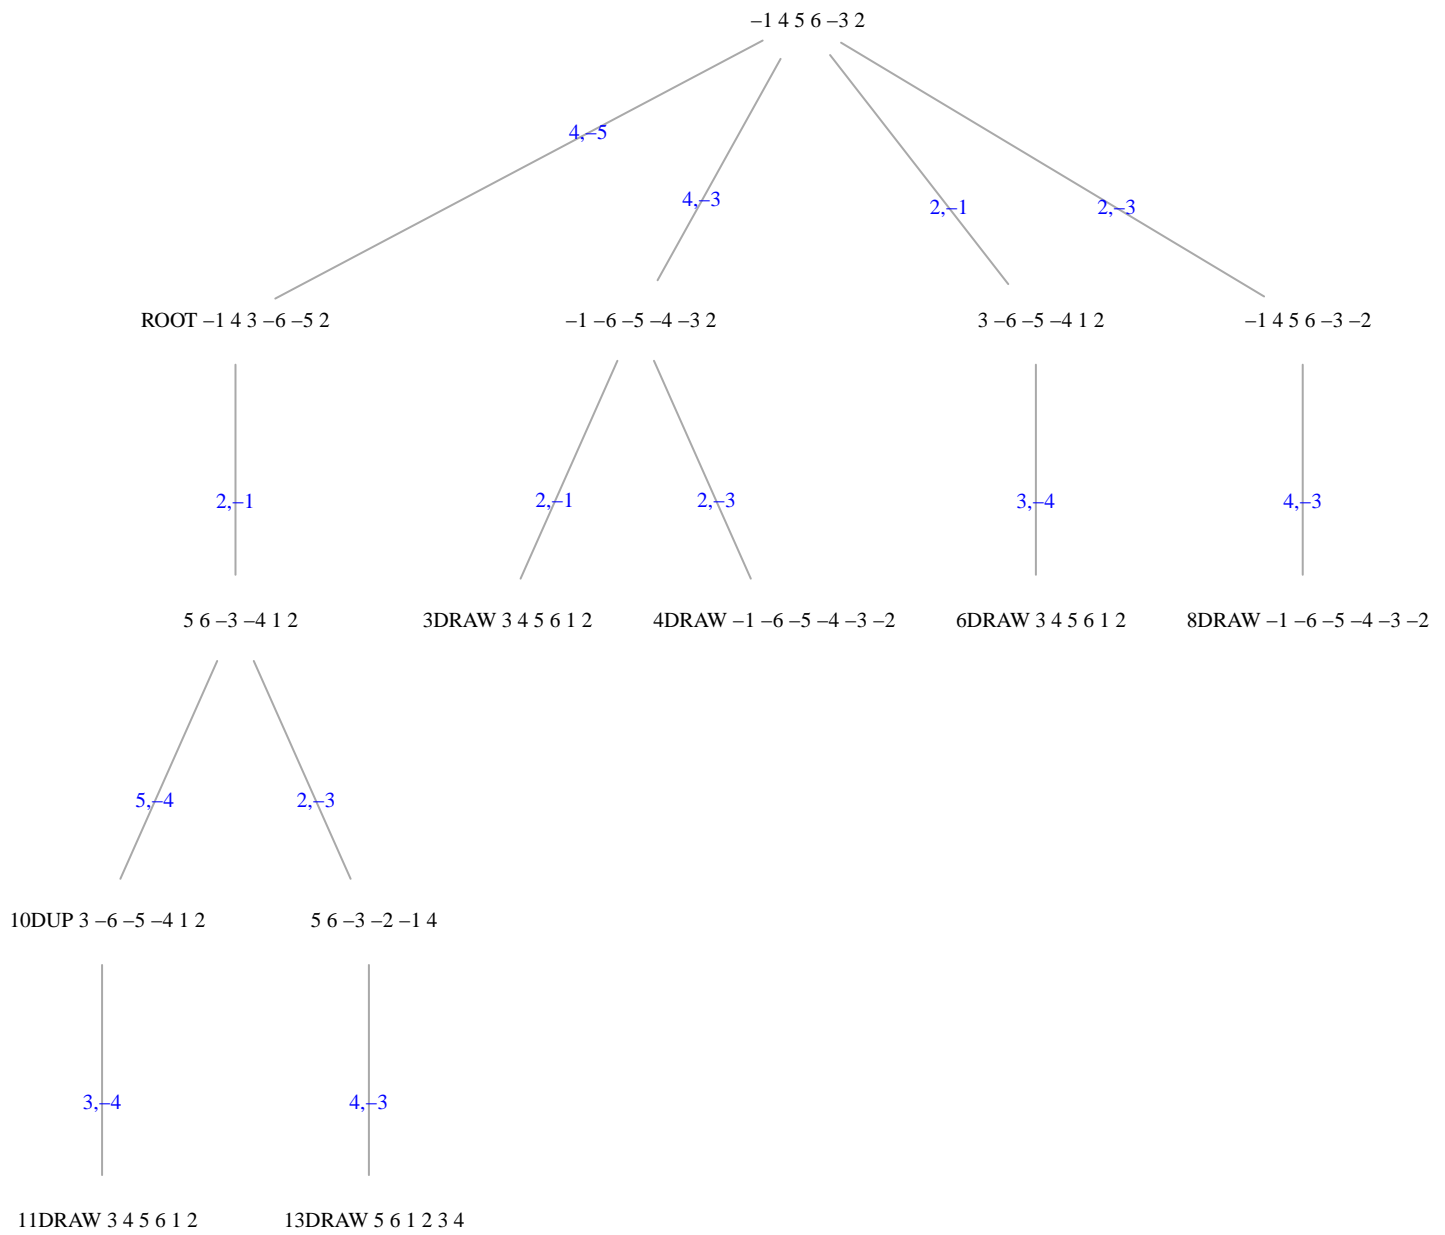 –1 4 5 6 –3 2
4,–5
4,–3
2,–1
2,–3
ROOT –1 4 3 –6 –5 2
–1 –6 –5 –4 –3 2
3 –6 –5 –4 1 2
–1 4 5 6 –3 –2
2,–1
2,–1
2,–3
3,–4
4,–3
5 6 –3 –4 1 2
3DRAW 3 4 5 6 1 2
4DRAW –1 –6 –5 –4 –3 –2
6DRAW 3 4 5 6 1 2
8DRAW –1 –6 –5 –4 –3 –2
5,–4
2,–3
10DUP 3 –6 –5 –4 1 2
5 6 –3 –2 –1 4
3,–4
4,–3
11DRAW 3 4 5 6 1 2
13DRAW 5 6 1 2 3 4